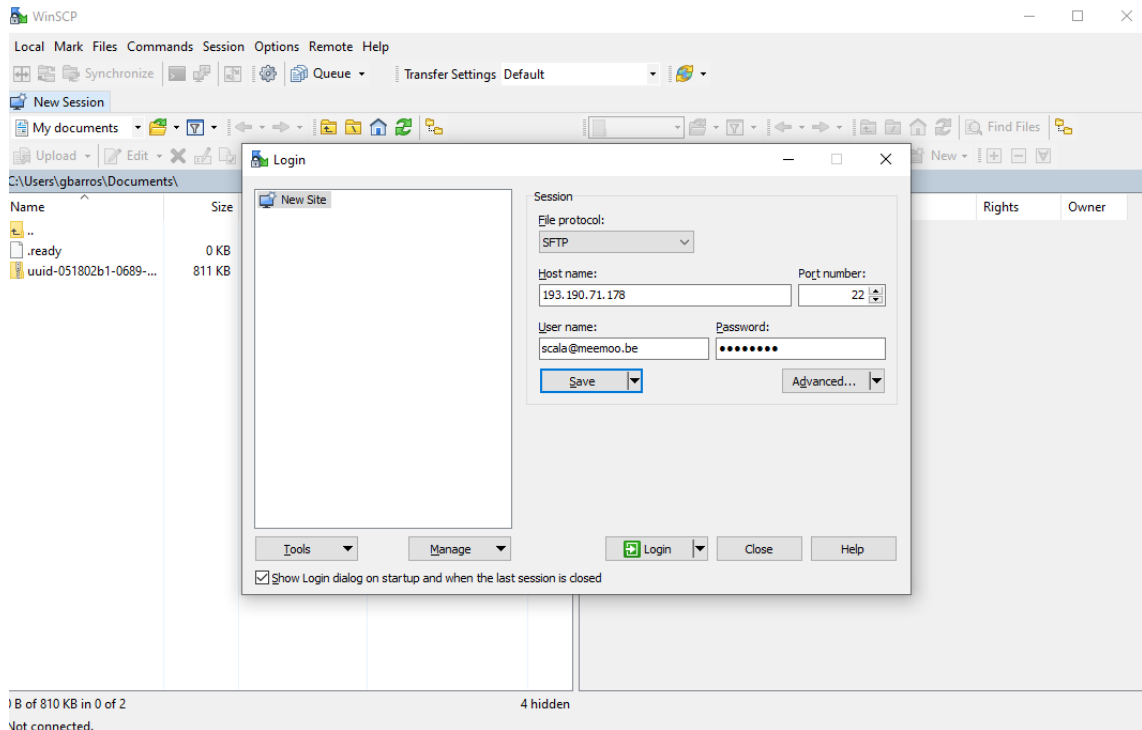 WinSCP
Local Mark Files Commands Session Options Remote Help
Synchronize Queue Transfer Settings Default
New Session
My documents Find Files
Upload Edit New
Login
C:\Users\gbarros\Documents\
Name Size Rights Owner
..
.ready 0 KB
uuid-051802b1-0689-... 811 KB
New Site
Session
File protocol:
SFTP
Host name: Port number:
193.190.71.178 22
User name: Password:
scala@meemoo.be ••••••••
Save Advanced...
Tools Manage Login Close Help
Show Login dialog on startup and when the last session is closed
B of 810 KB in 0 of 2 4 hidden
Not connected.